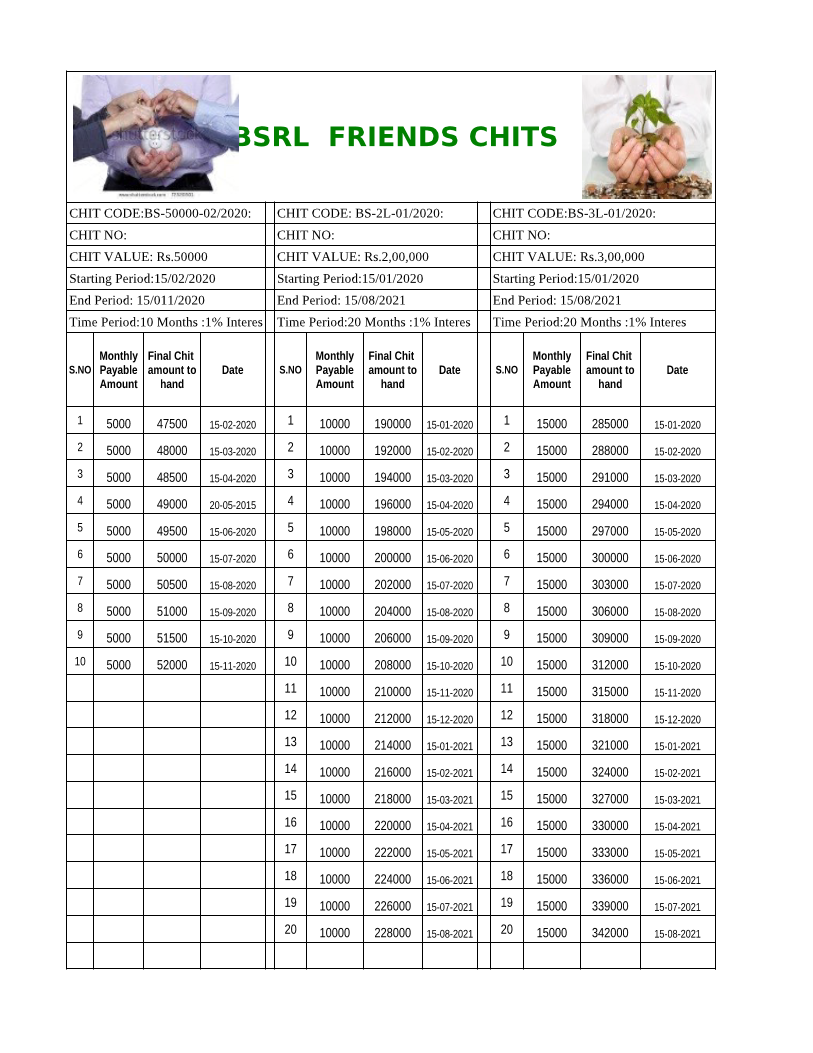 BSRL FRIENDS CHITS
shutterstock
CHIT CODE:BS-50000-02/2020: CHIT CODE: BS-2L-01/2020: CHIT CODE:BS-3L-01/2020:
CHIT NO: CHIT NO: CHIT NO:
CHIT VALUE: Rs.50000 CHIT VALUE: Rs.2,00,000 CHIT VALUE: Rs.3,00,000
Starting Period:15/02/2020 Starting Period:15/01/2020 Starting Period:15/01/2020
End Period: 15/011/2020 End Period: 15/08/2021 End Period: 15/08/2021
Time Period:10 Months :1% Interes Time Period:20 Months :1% Interes Time Period:20 Months :1% Interes
S.NO Monthly Payable Amount Final Chit amount to hand Date S.NO Monthly Payable Amount Final Chit amount to hand Date S.NO Monthly Payable Amount Final Chit amount to hand Date
1 5000 47500 15-02-2020 1 10000 190000 15-01-2020 1 15000 285000 15-01-2020
2 5000 48000 15-03-2020 2 10000 192000 15-02-2020 2 15000 288000 15-02-2020
3 5000 48500 15-04-2020 3 10000 194000 15-03-2020 3 15000 291000 15-03-2020
4 5000 49000 20-05-2015 4 10000 196000 15-04-2020 4 15000 294000 15-04-2020
5 5000 49500 15-06-2020 5 10000 198000 15-05-2020 5 15000 297000 15-05-2020
6 5000 50000 15-07-2020 6 10000 200000 15-06-2020 6 15000 300000 15-06-2020
7 5000 50500 15-08-2020 7 10000 202000 15-07-2020 7 15000 303000 15-07-2020
8 5000 51000 15-09-2020 8 10000 204000 15-08-2020 8 15000 306000 15-08-2020
9 5000 51500 15-10-2020 9 10000 206000 15-09-2020 9 15000 309000 15-09-2020
10 5000 52000 15-11-2020 10 10000 208000 15-10-2020 10 15000 312000 15-10-2020
11 10000 210000 15-11-2020 11 15000 315000 15-11-2020
12 10000 212000 15-12-2020 12 15000 318000 15-12-2020
13 10000 214000 15-01-2021 13 15000 321000 15-01-2021
14 10000 216000 15-02-2021 14 15000 324000 15-02-2021
15 10000 218000 15-03-2021 15 15000 327000 15-03-2021
16 10000 220000 15-04-2021 16 15000 330000 15-04-2021
17 10000 222000 15-05-2021 17 15000 333000 15-05-2021
18 10000 224000 15-06-2021 18 15000 336000 15-06-2021
19 10000 226000 15-07-2021 19 15000 339000 15-07-2021
20 10000 228000 15-08-2021 20 15000 342000 15-08-2021